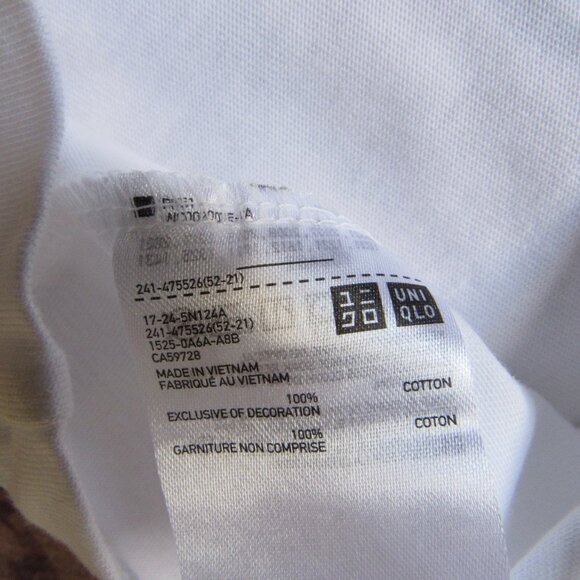 241-475526(52-21)
17-24-5N124A
241-475526(52-21)
1525-0A6A-A8B
CA59728
ユニ
クロ
UNI
QLO
MADE IN VIETNAM
FABRIQUÉ AU VIETNAM
100% COTTON
EXCLUSIVE OF DECORATION
100% COTON
GARNITURE NON COMPRISE